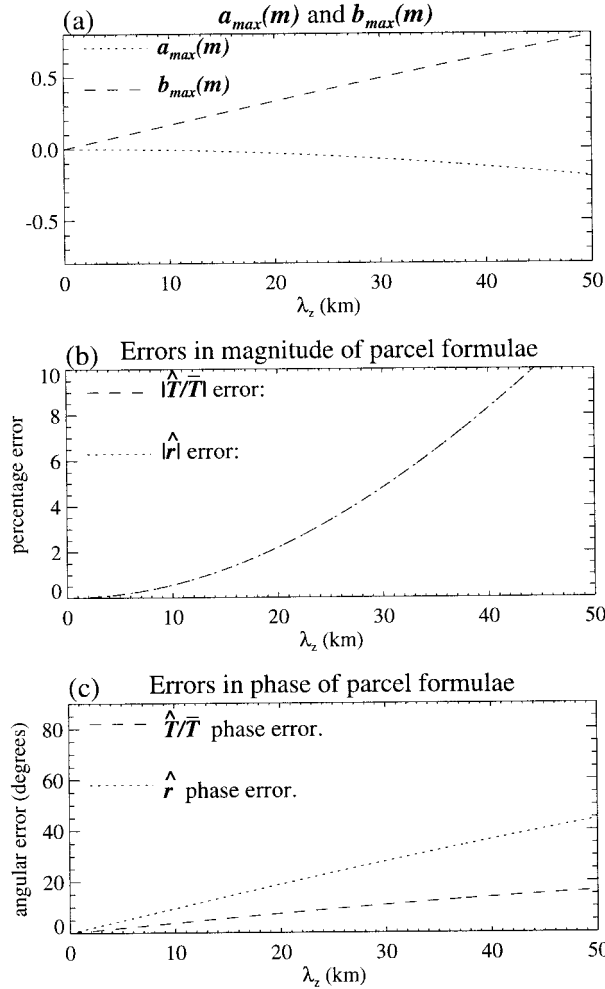 (a) a_max(m) and b_max(m)
a_max(m)
b_max(m)
0.5
0.0
-0.5
0 10 20 30 40 50
λ_z (km)
(b) Errors in magnitude of parcel formulae
|T̂/T̄| error:
|r̂| error:
percentage error
10
8
6
4
2
0
0 10 20 30 40 50
λ_z (km)
(c) Errors in phase of parcel formulae
T̂/T̄ phase error.
r̂ phase error.
angular error (degrees)
80
60
40
20
0
0 10 20 30 40 50
λ_z (km)